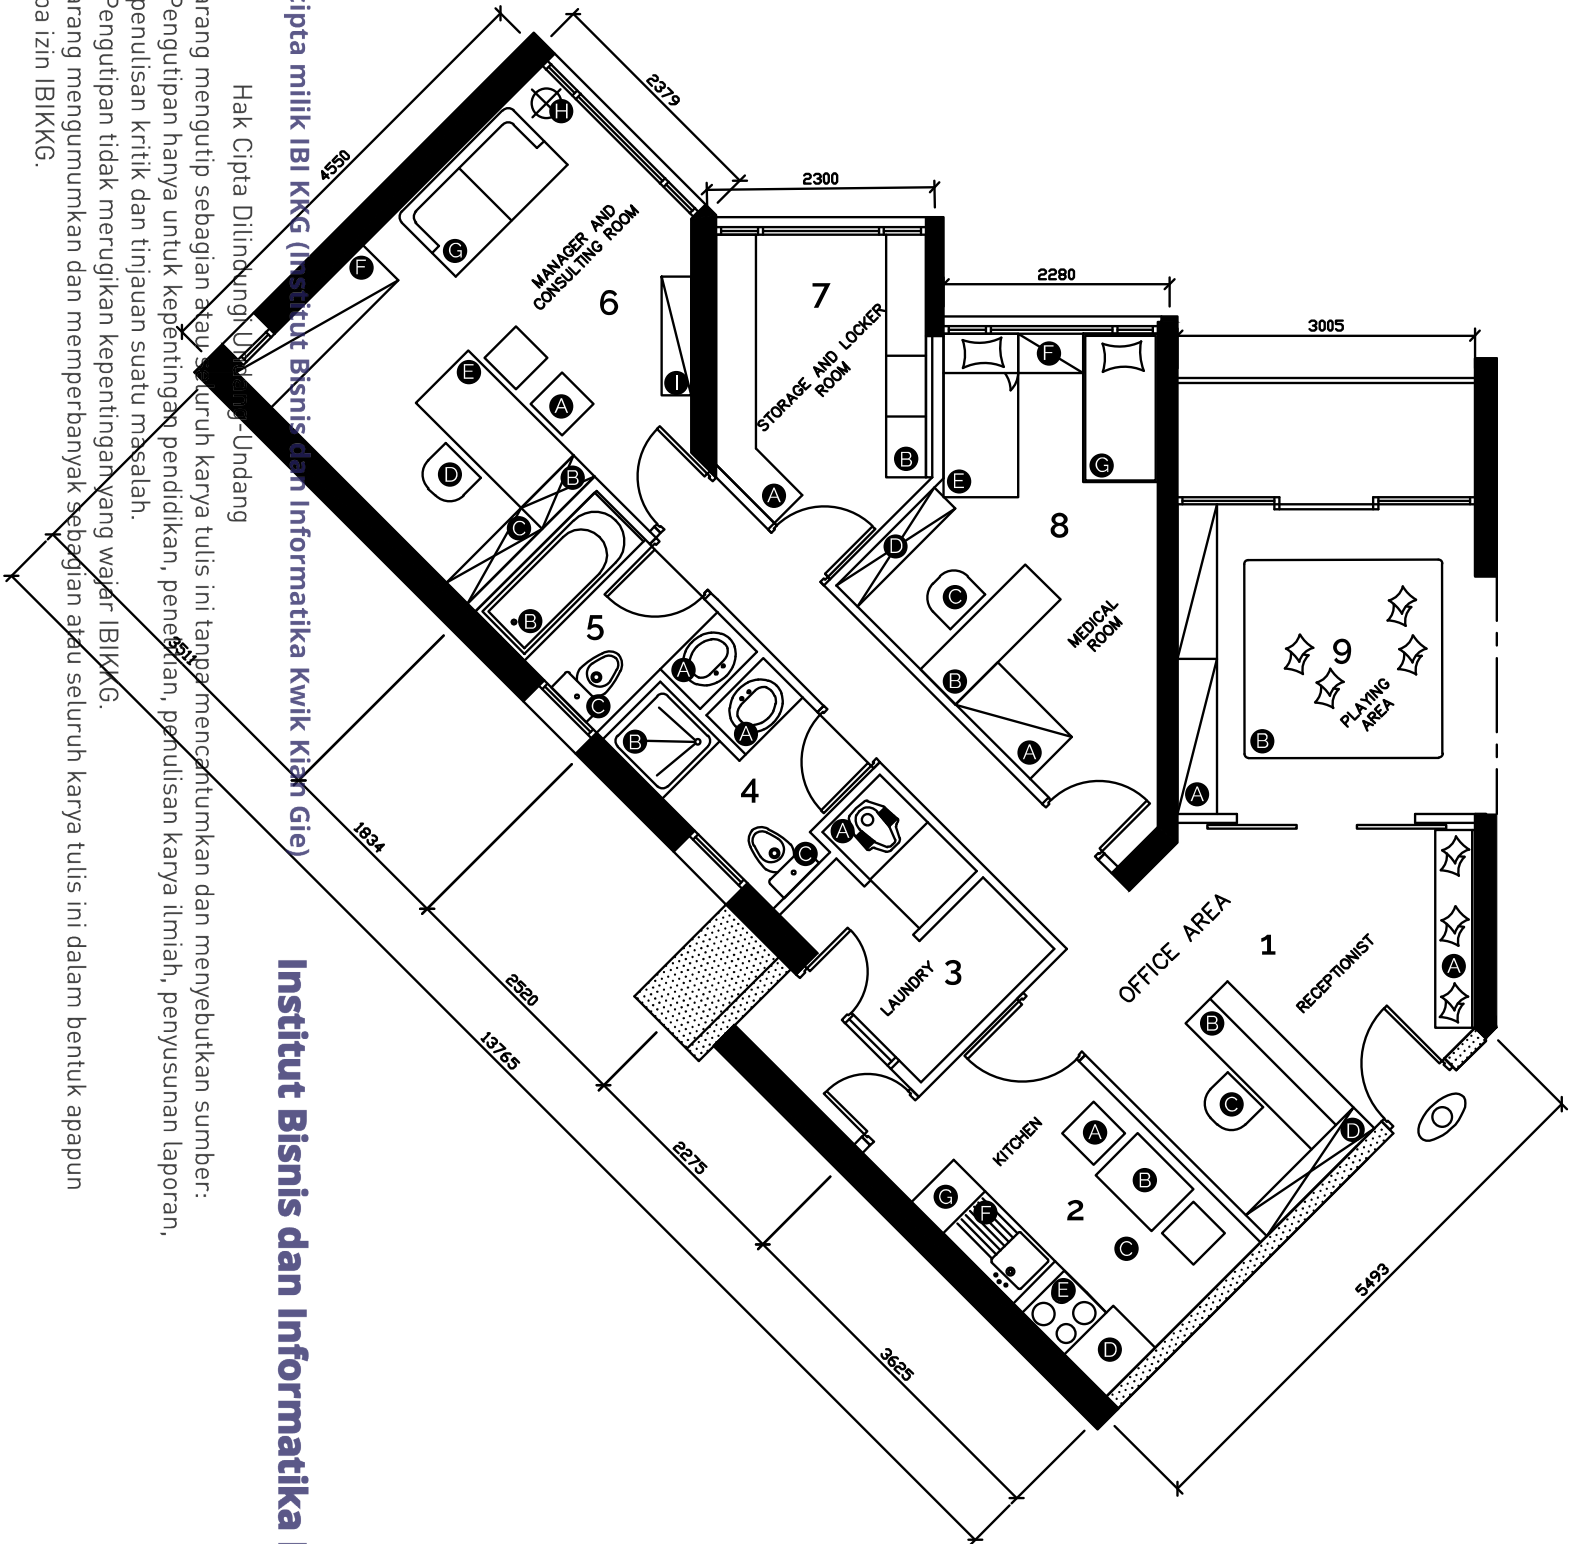 cipta milik IBI KKG (Institut Bisnis dan Informatika Kwik Kian Gie)
Institut Bisnis dan Informatika
Hak Cipta Dilindungi Undang-Undang
arang mengutip sebagian atau seluruh karya tulis ini tanpa mencantumkan dan menyebutkan sumber:
Pengutipan hanya untuk kepentingan pendidikan, penelitian, penulisan karya ilmiah, penyusunan laporan,
penulisan kritik dan tinjauan suatu masalah.
Pengutipan tidak merugikan kepentingan yang wajar IBIKKG.
arang mengumumkan dan memperbanyak sebagian atau seluruh karya tulis ini dalam bentuk apapun
pa izin IBIKKG.
4550
2379
2300
2280
3005
3511
1834
2520
13765
2275
3625
5493
MANAGER AND
CONSULTING ROOM
6
H
G
F
I
E
A
D
B
C
7
STORAGE AND LOCKER
ROOM
B
A
8
MEDICAL
ROOM
F
G
E
D
C
B
A
9
PLAYING
AREA
B
A
5
B
A
C
4
A
B
C
3
LAUNDRY
A
OFFICE AREA
1
RECEPTIONIST
A
B
C
D
KITCHEN
2
A
B
C
G
F
E
D